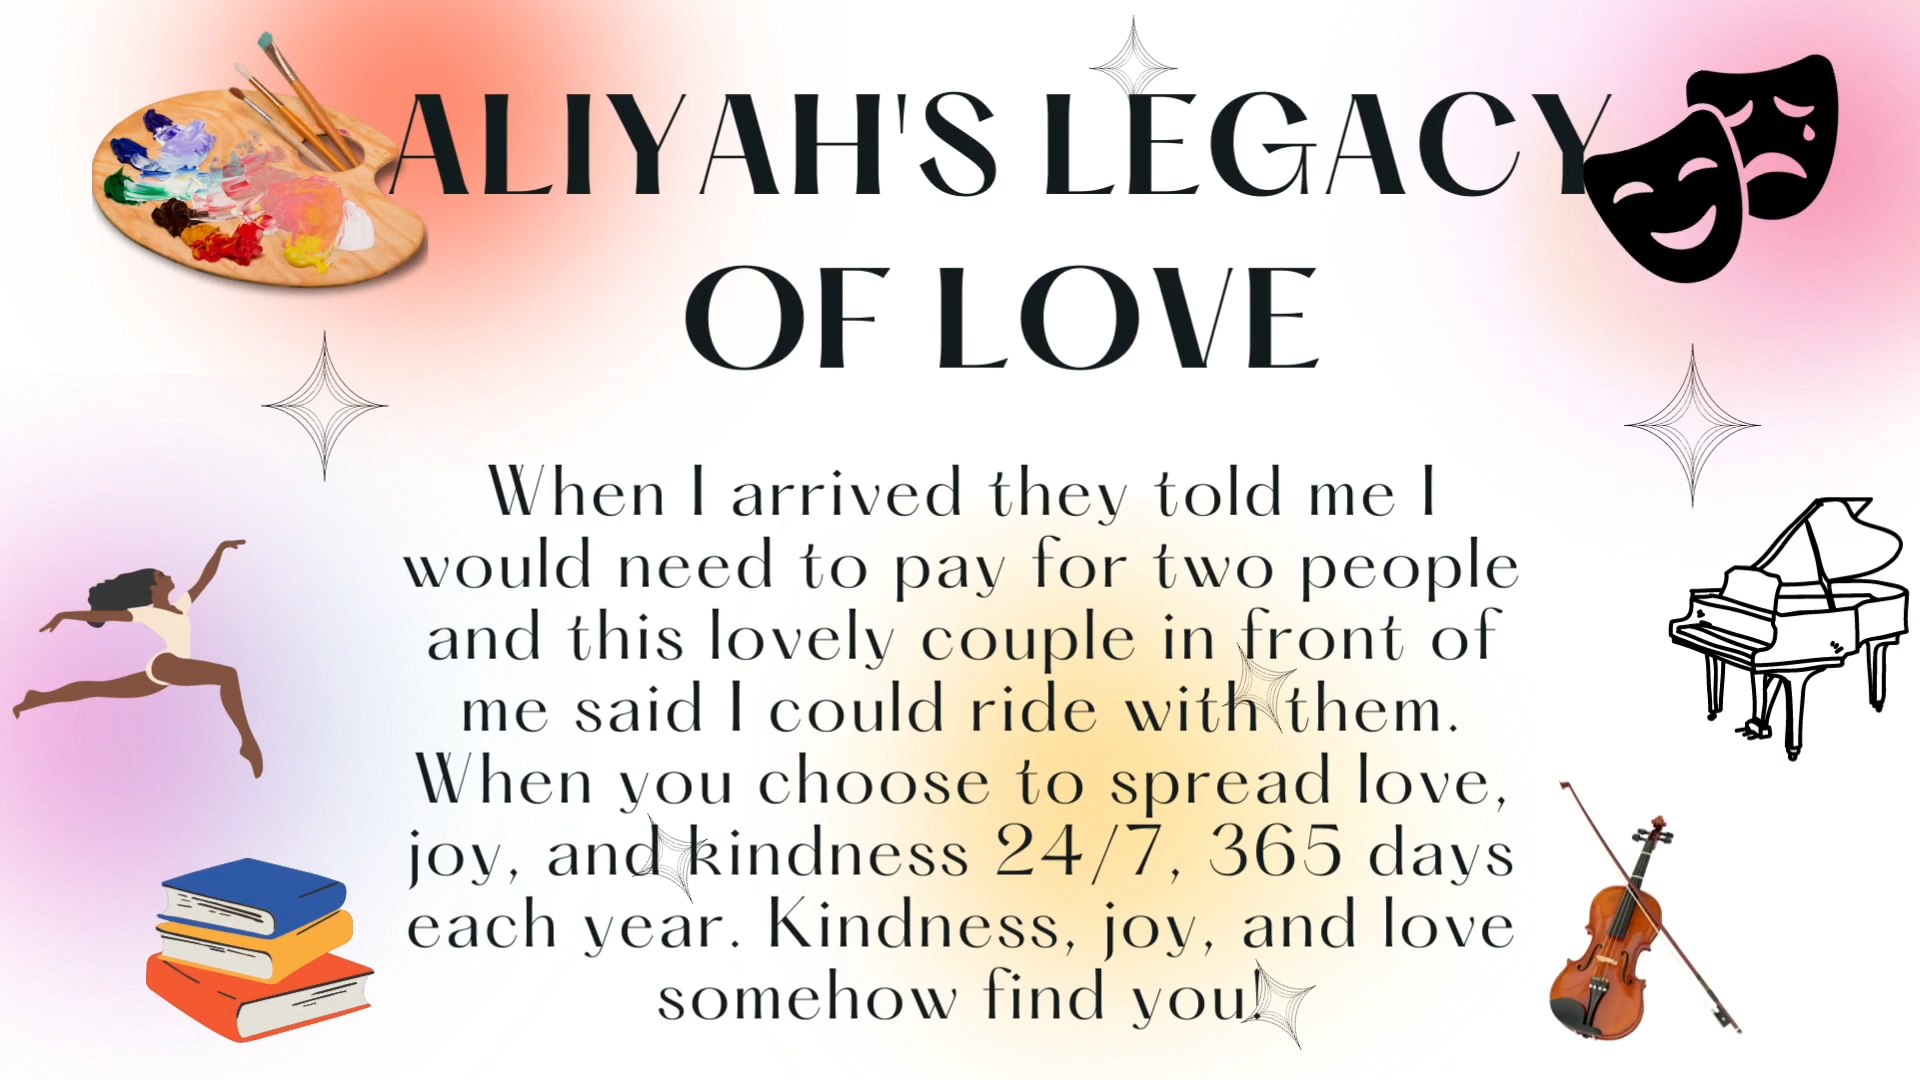 ALIYAH'S LEGACY
OF LOVE
When I arrived they told me I
would need to pay for two people
and this lovely couple in front of
me said I could ride with them.
When you choose to spread love,
joy, and kindness 24/7, 365 days
each year. Kindness, joy, and love
somehow find you!